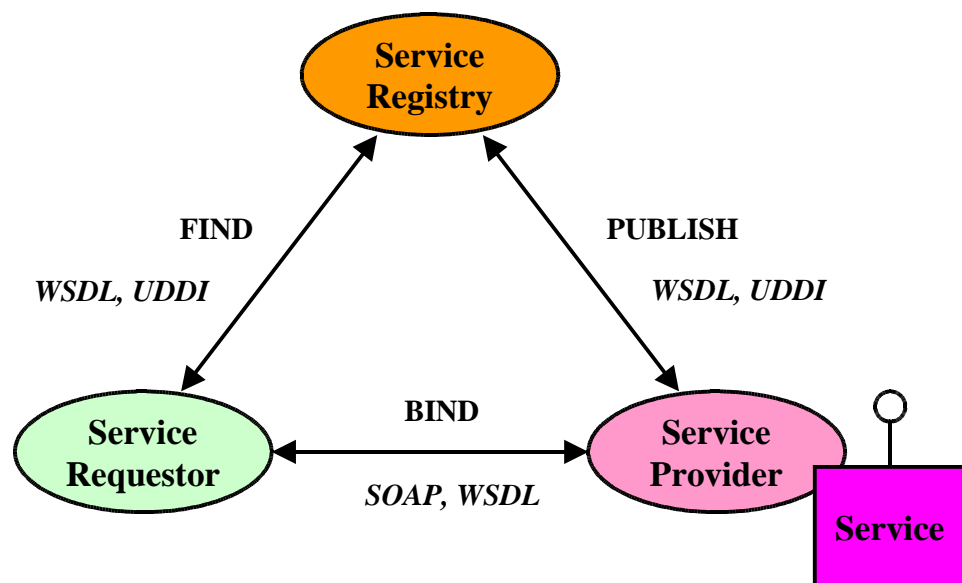 Service
Registry
FIND
PUBLISH
WSDL, UDDI
WSDL, UDDI
Service
Requestor
BIND
SOAP, WSDL
Service
Provider
Service